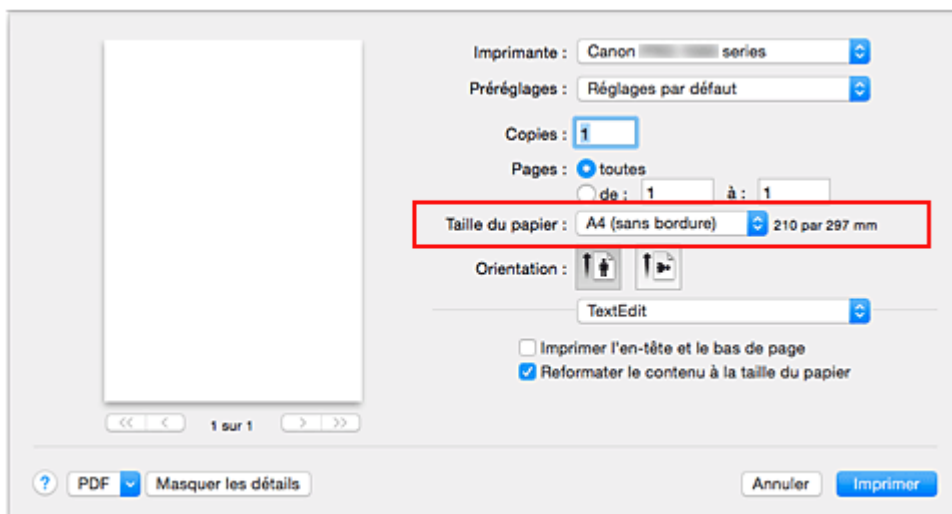 Imprimante : Canon series
Préréglages : Réglages par défaut
Copies : 1
Pages : toutes
de : 1 à : 1
Taille du papier : A4 (sans bordure) 210 par 297 mm
Orientation :
TextEdit
Imprimer l'en-tête et le bas de page
Reformater le contenu à la taille du papier
1 sur 1
? PDF Masquer les détails Annuler Imprimer